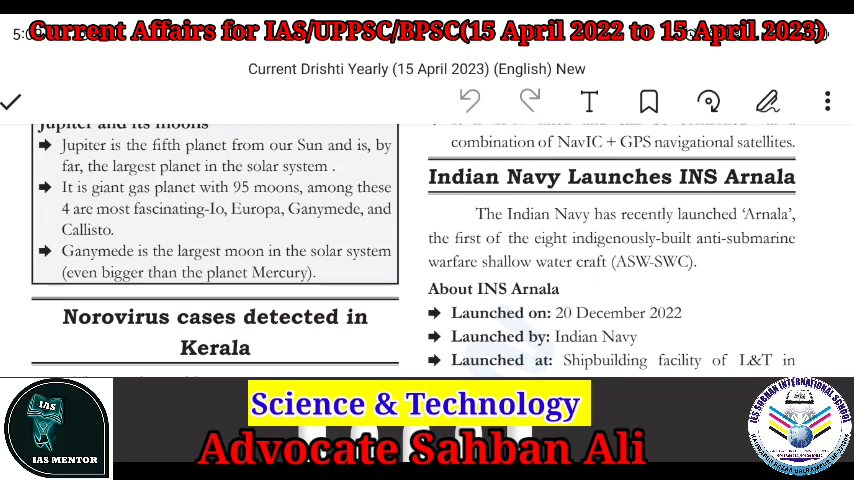 Current Affairs for IAS/UPPSC/BPSC(15 April 2022 to 15 April 2023)
Current Drishti Yearly (15 April 2023) (English) New
Jupiter and its moons
Jupiter is the fifth planet from our Sun and is, by
far, the largest planet in the solar system .
It is giant gas planet with 95 moons, among these
4 are most fascinating-Io, Europa, Ganymede, and
Callisto.
Ganymede is the largest moon in the solar system
(even bigger than the planet Mercury).
Norovirus cases detected in
Kerala
combination of NavIC + GPS navigational satellites.
Indian Navy Launches INS Arnala
The Indian Navy has recently launched ‘Arnala’,
the first of the eight indigenously-built anti-submarine
warfare shallow water craft (ASW-SWC).
About INS Arnala
Launched on: 20 December 2022
Launched by: Indian Navy
Launched at: Shipbuilding facility of L&T in
IAS
IAS MENTOR
Science & Technology
Advocate Sahban Ali